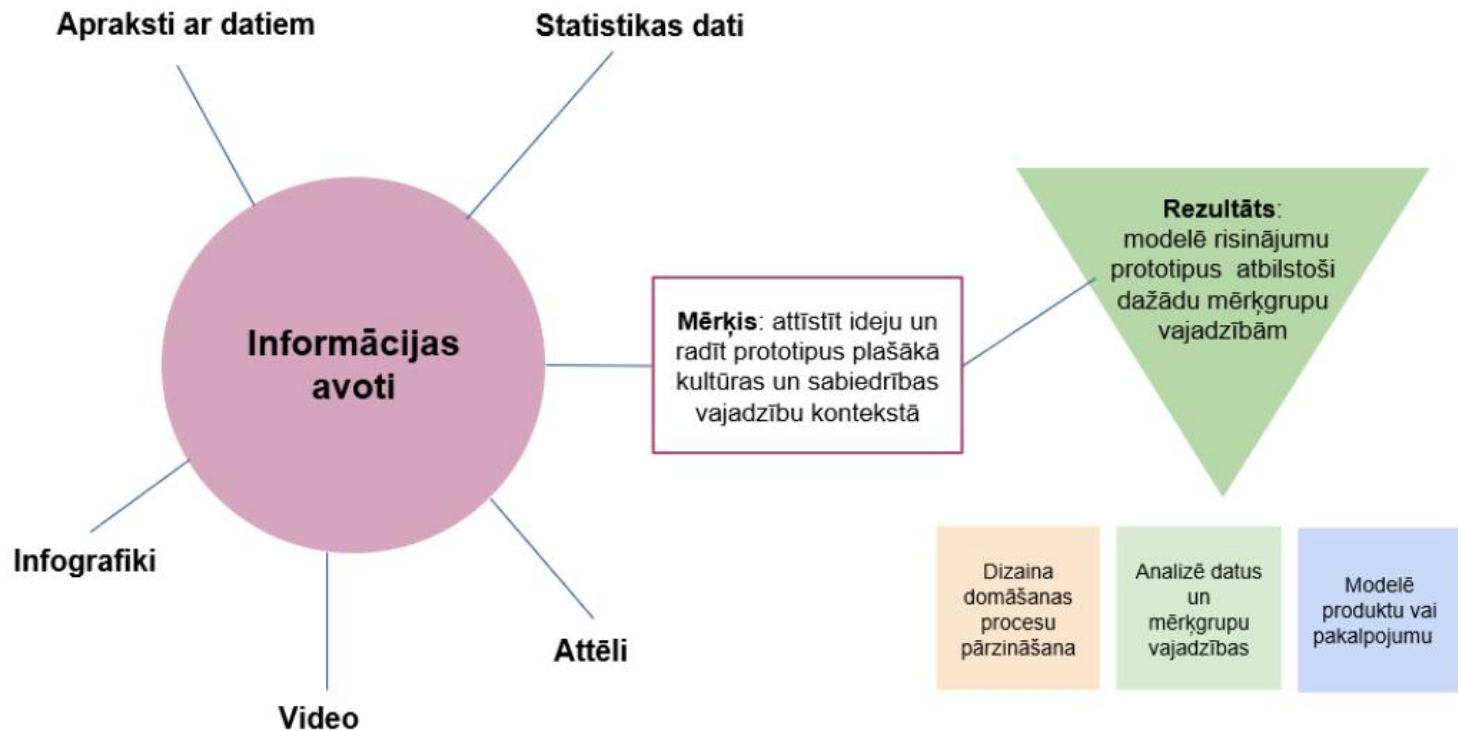 Apraksti ar datiem
Statistikas dati
Informācijas
avoti
Infografiki
Video
Attēli
Mērķis: attīstīt ideju un
radīt prototipus plašākā
kultūras un sabiedrības
vajadzību kontekstā
Rezultāts:
modelē risinājumu
prototipus atbilstoši
dažādu mērķgrupu
vajadzībām
Dizaina
domāšanas
procesu
pārzināšana
Analizē datus
un
mērķgrupu
vajadzības
Modelē
produktu vai
pakalpojumu